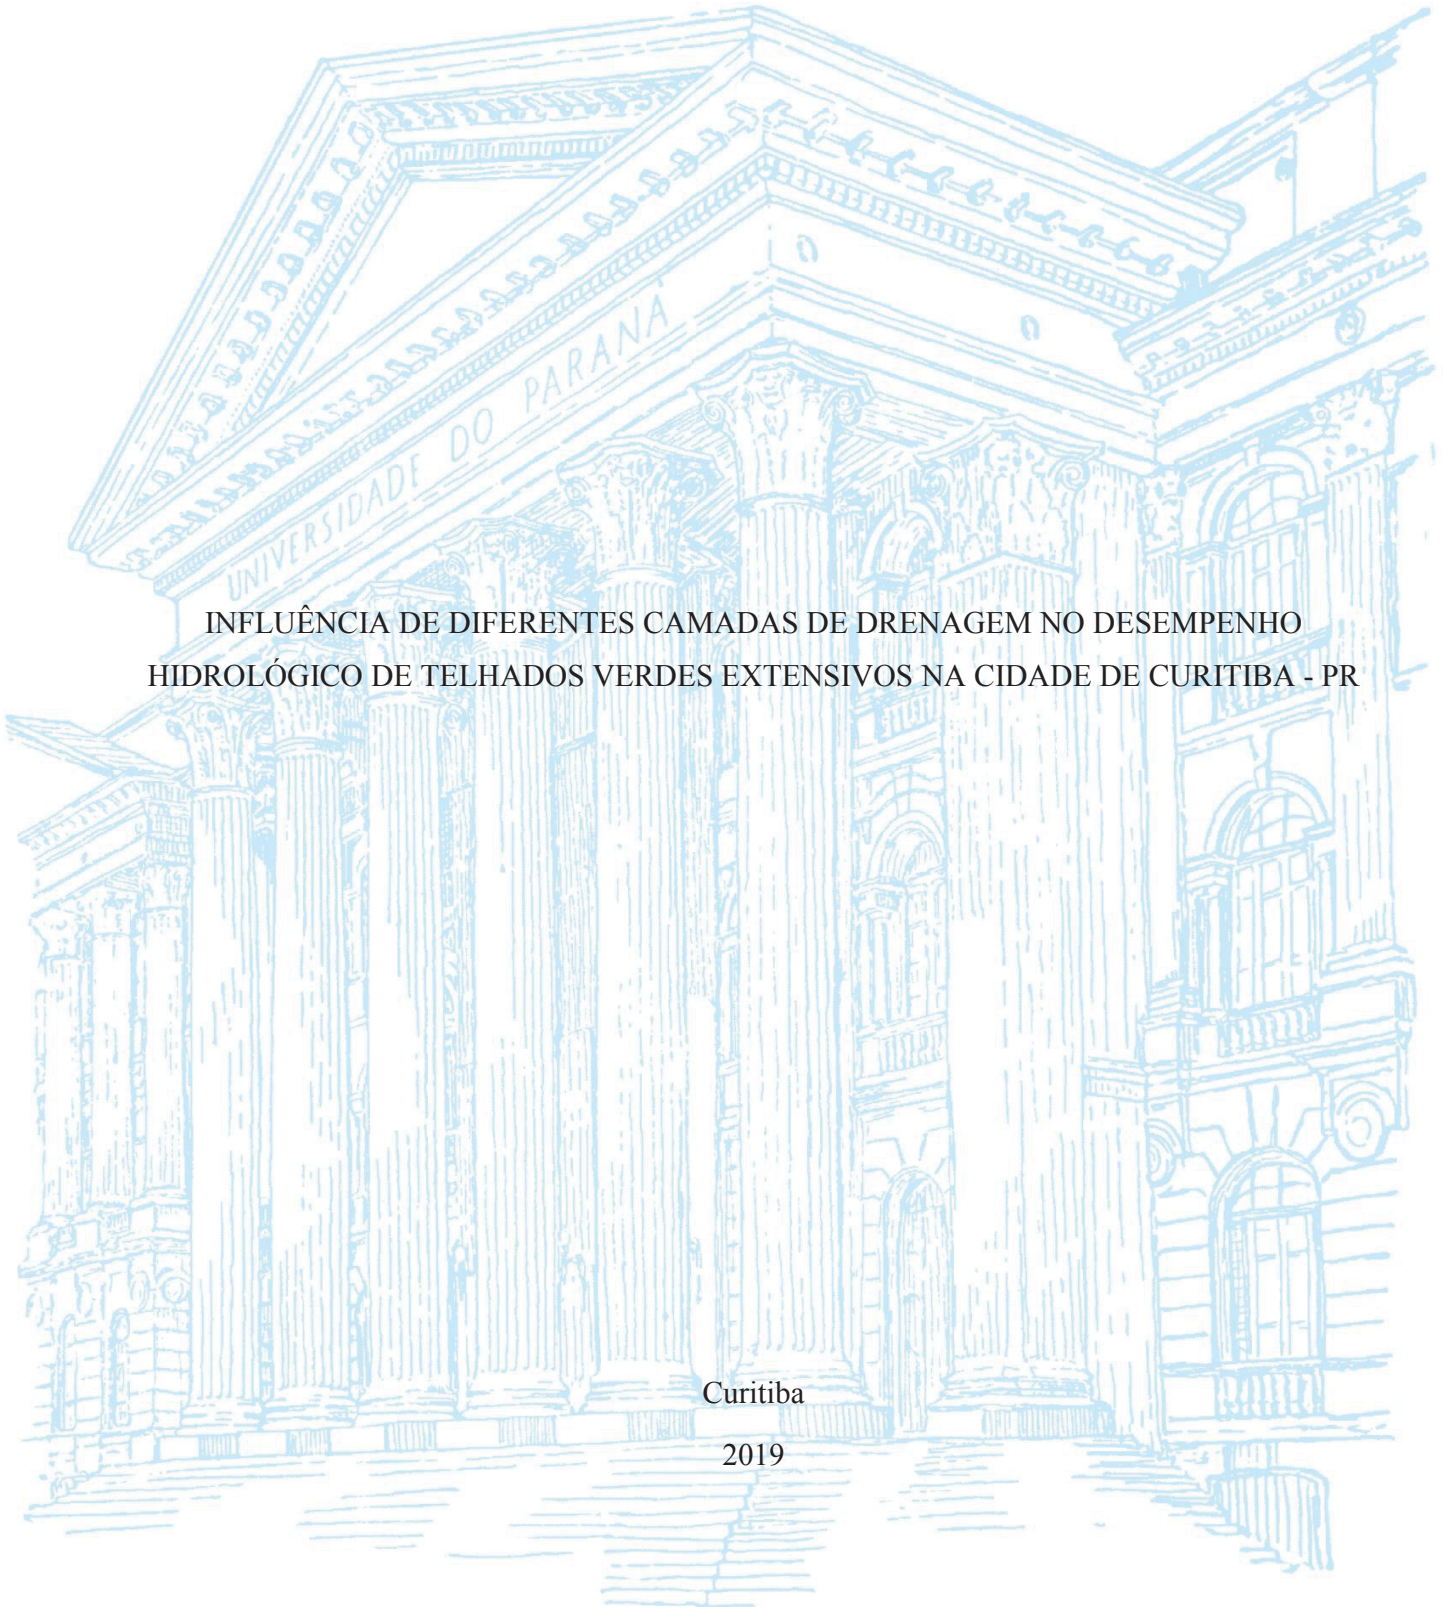 UNIVERSIDADE DO PARANÁ
INFLUÊNCIA DE DIFERENTES CAMADAS DE DRENAGEM NO DESEMPENHO
HIDROLÓGICO DE TELHADOS VERDES EXTENSIVOS NA CIDADE DE CURITIBA - PR
Curitiba
2019